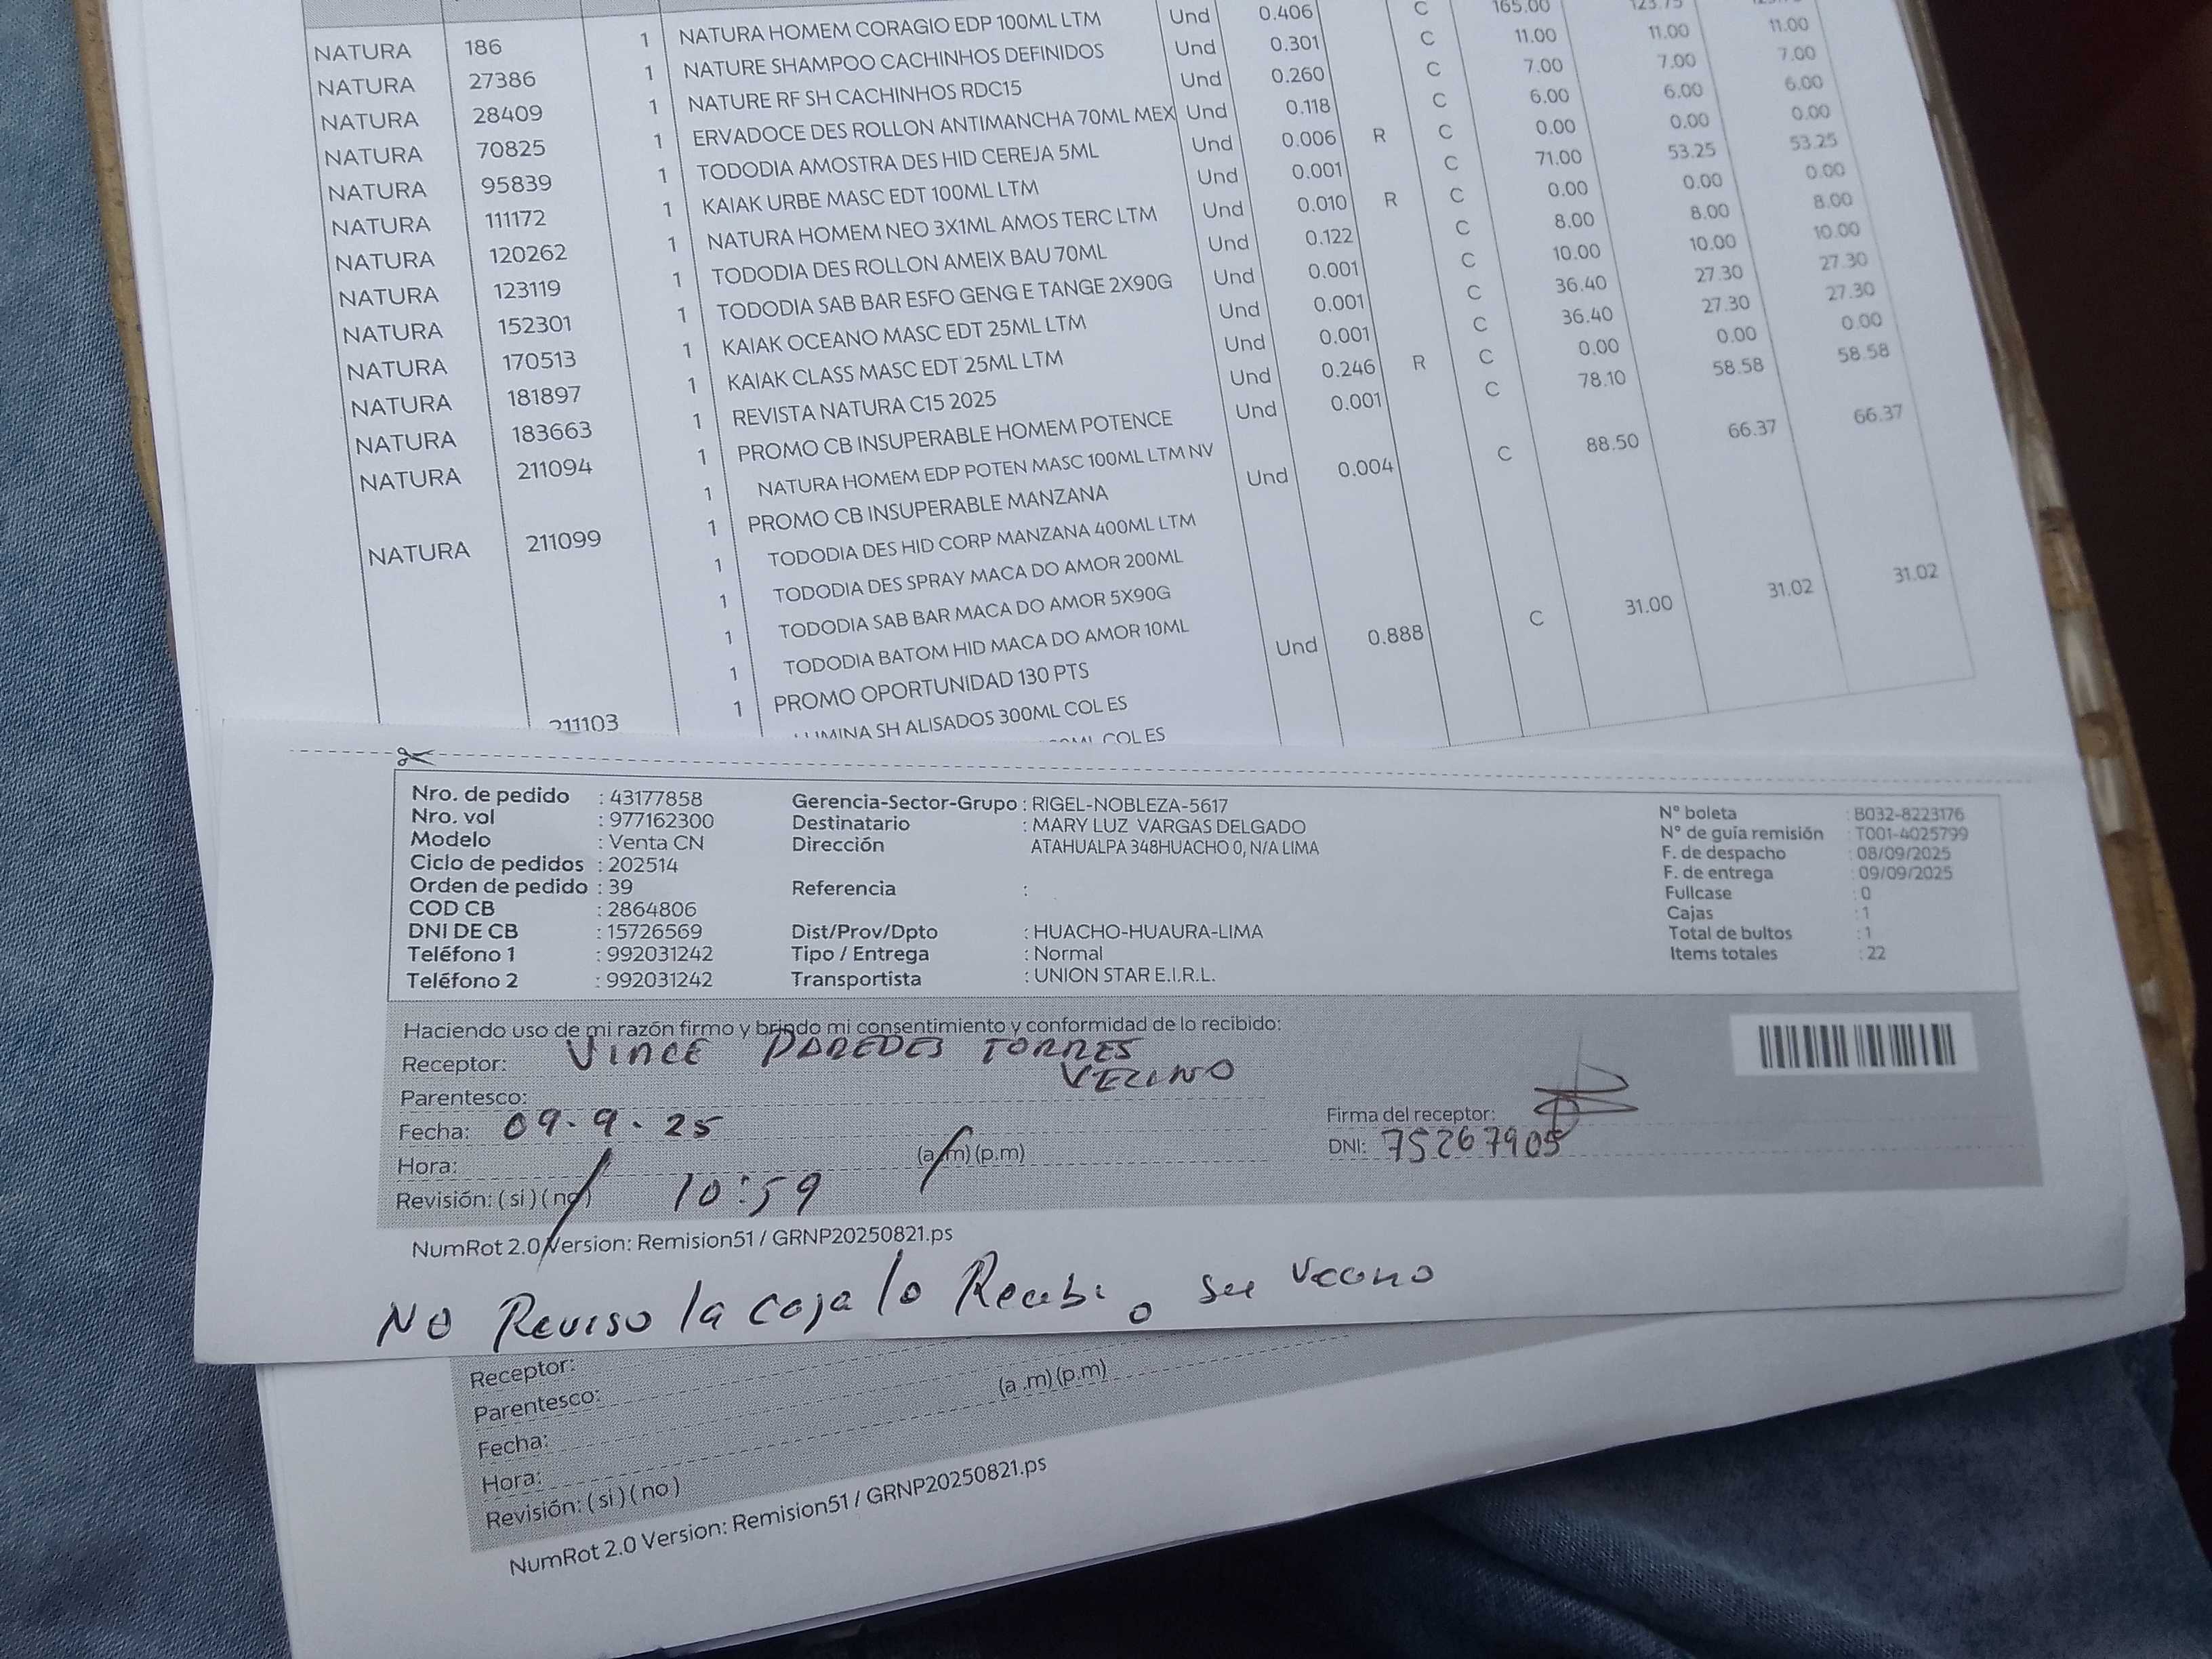 NATURA 186 1 NATURA HOMEM CORAGIO EDP 100ML LTM Und 0.406 C 165.00 123.75
NATURA 27386 1 NATURE SHAMPOO CACHINHOS DEFINIDOS Und 0.301 C 11.00 11.00 11.00
NATURA 28409 1 NATURE RF SH CACHINHOS RDC15 Und 0.260 C 7.00 7.00 7.00
NATURA 70825 1 ERVADOCE DES ROLLON ANTIMANCHA 70ML MEX Und 0.118 C 6.00 6.00 6.00
NATURA 95839 1 TODODIA AMOSTRA DES HID CEREJA 5ML Und 0.006 R C 0.00 0.00 0.00
NATURA 111172 1 KAIAK URBE MASC EDT 100ML LTM Und 0.001 C 71.00 53.25 53.25
NATURA 120262 1 NATURA HOMEM NEO 3X1ML AMOS TERC LTM Und 0.010 R C 0.00 0.00 0.00
NATURA 123119 1 TODODIA DES ROLLON AMEIX BAU 70ML Und 0.122 C 8.00 8.00 8.00
NATURA 152301 1 TODODIA SAB BAR ESFO GENG E TANGE 2X90G Und 0.001 C 10.00 10.00 10.00
NATURA 170513 1 KAIAK OCEANO MASC EDT 25ML LTM Und 0.001 C 36.40 27.30 27.30
NATURA 181897 1 KAIAK CLASS MASC EDT 25ML LTM Und 0.001 C 36.40 27.30 27.30
NATURA 183663 1 REVISTA NATURA C15 2025 Und 0.246 R C 0.00 0.00 0.00
NATURA 211094 1 PROMO CB INSUPERABLE HOMEM POTENCE Und 0.001 C 78.10 58.58 58.58
1 NATURA HOMEM EDP POTEN MASC 100ML LTM NV
NATURA 211099 1 PROMO CB INSUPERABLE MANZANA Und 0.004 C 88.50 66.37 66.37
1 TODODIA DES HID CORP MANZANA 400ML LTM
1 TODODIA DES SPRAY MACA DO AMOR 200ML
1 TODODIA SAB BAR MACA DO AMOR 5X90G
1 TODODIA BATOM HID MACA DO AMOR 10ML
211103 1 PROMO OPORTUNIDAD 130 PTS Und 0.888 C 31.00 31.02 31.02
LUMINA SH ALISADOS 300ML COL ES
COL ES
Nro. de pedido : 43177858 Gerencia-Sector-Grupo : RIGEL-NOBLEZA-5617 N° boleta : B032-8223176
Nro. vol : 977162300 Destinatario : MARY LUZ VARGAS DELGADO N° de guía remisión : T001-4025799
Modelo : Venta CN Dirección ATAHUALPA 348HUACHO 0, N/A LIMA F. de despacho : 08/09/2025
Ciclo de pedidos : 202514 F. de entrega : 09/09/2025
Orden de pedido : 39 Referencia : Fullcase : 0
COD CB : 2864806 Cajas : 1
DNI DE CB : 15726569 Dist/Prov/Dpto : HUACHO-HUAURA-LIMA Total de bultos : 1
Teléfono 1 : 992031242 Tipo / Entrega : Normal Items totales : 22
Teléfono 2 : 992031242 Transportista : UNION STAR E.I.R.L.
Haciendo uso de mi razón firmo y brindo mi consentimiento y conformidad de lo recibido:
Receptor: VINCE PAREDES TORRES
Parentesco: VECINO
Fecha: 09.9.25 Firma del receptor:
Hora: (a.m) (p.m) DNI: 75267905
Revisión: ( si ) ( no ) 10:59
NumRot 2.0 Version: Remision51 / GRNP20250821.ps
NO Reviso la caja lo Recibi o su Vecino
Receptor:
Parentesco:
Fecha:
Hora: (a .m) (p.m)
Revisión: ( si ) ( no )
NumRot 2.0 Version: Remision51 / GRNP20250821.ps